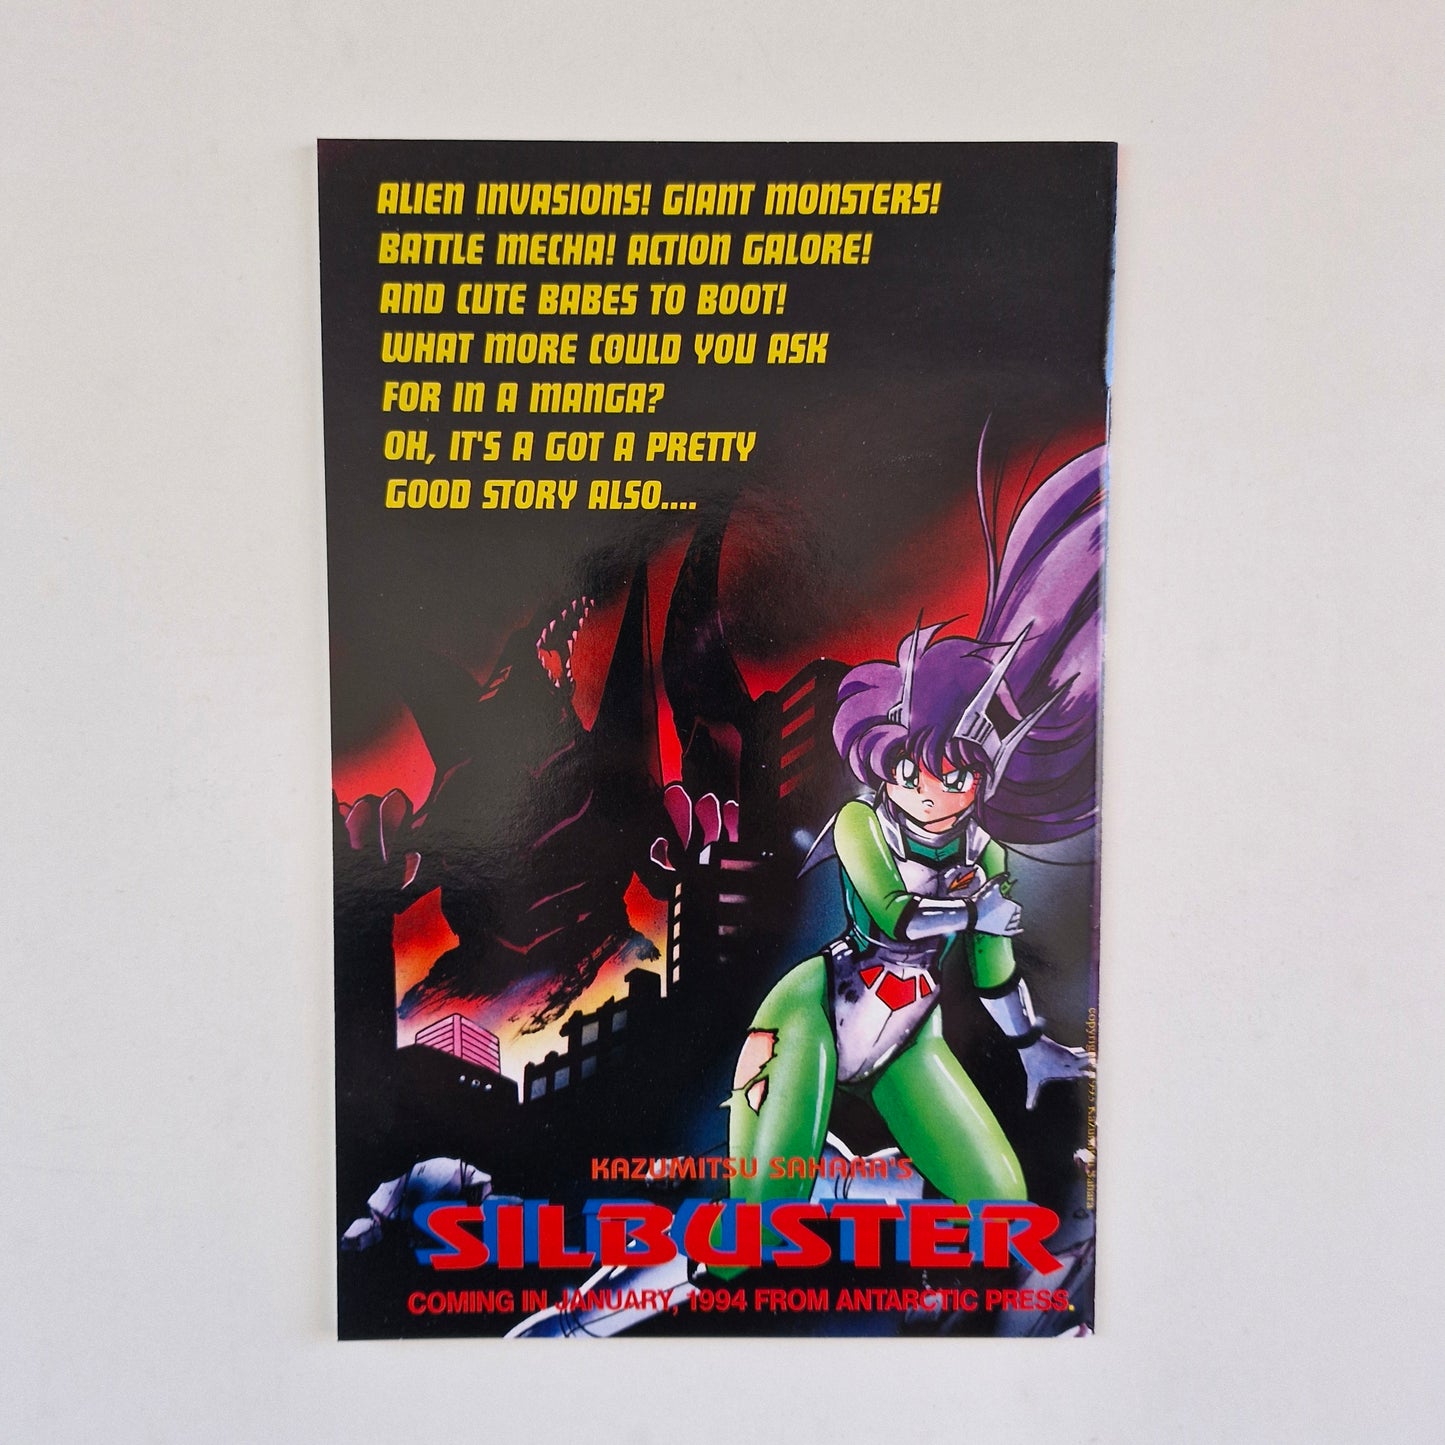 ALIEN INVASIONS! GIANT MONSTERS!
BATTLE MECHA! ACTION GALORE!
AND CUTE BABES TO BOOT!
WHAT MORE COULD YOU ASK
FOR IN A MANGA?
OH, IT'S A GOT A PRETTY
GOOD STORY ALSO....
KAZUMITSU SAHARA'S
SILBUSTER
COMING IN JANUARY, 1994 FROM ANTARCTIC PRESS.
copyright Sahara